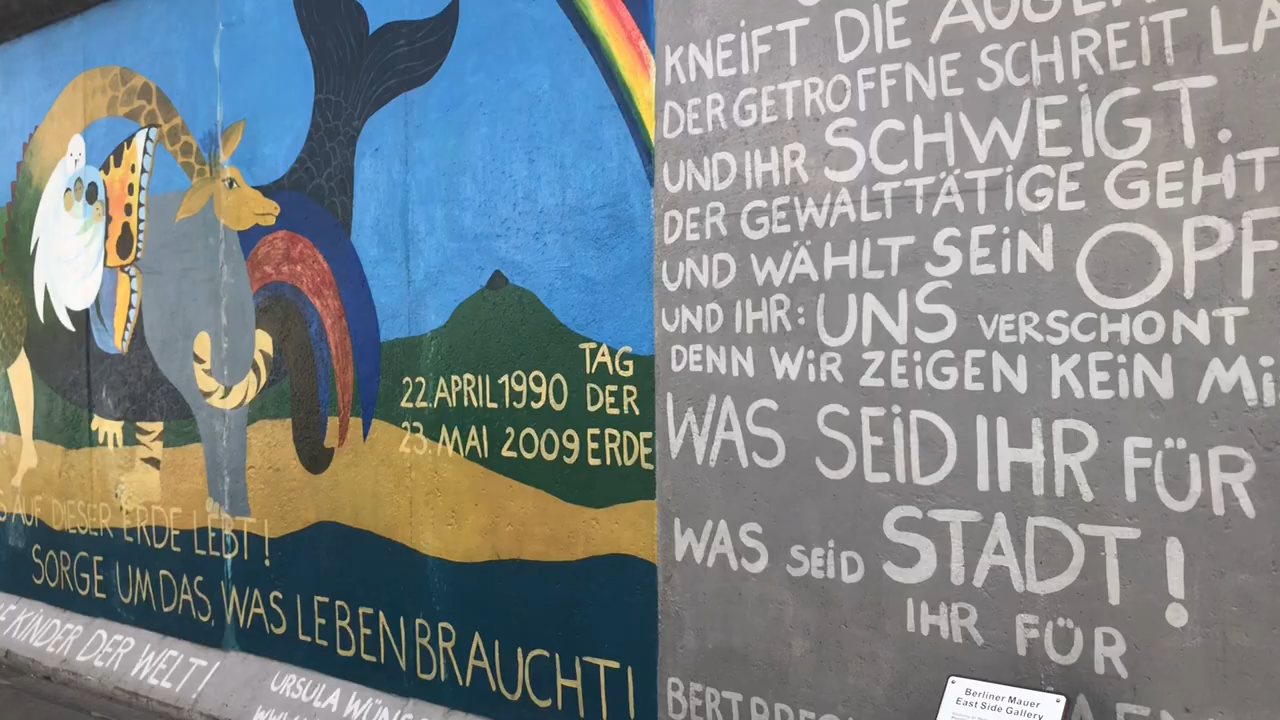 22. APRIL 1990
TAG
DER
23. MAI 2009
ERDE
AUF DIESER ERDE LEBT!
SORGE UM DAS, WAS LEBEN BRAUCHT!
KINDER DER WELT!
URSULA
KNEIFT DIE
DER GETROFFNE SCHREIT
UND IHR SCHWEIGT.
DER GEWALTTÄTIGE GEHT
UND WÄHLT SEIN
UND IHR: UNS VERSCHONT
DENN WIR ZEIGEN KEIN
WAS SEID IHR FÜR
WAS SEID STADT!
IHR FÜR
Berliner Mauer
East Side Gallery